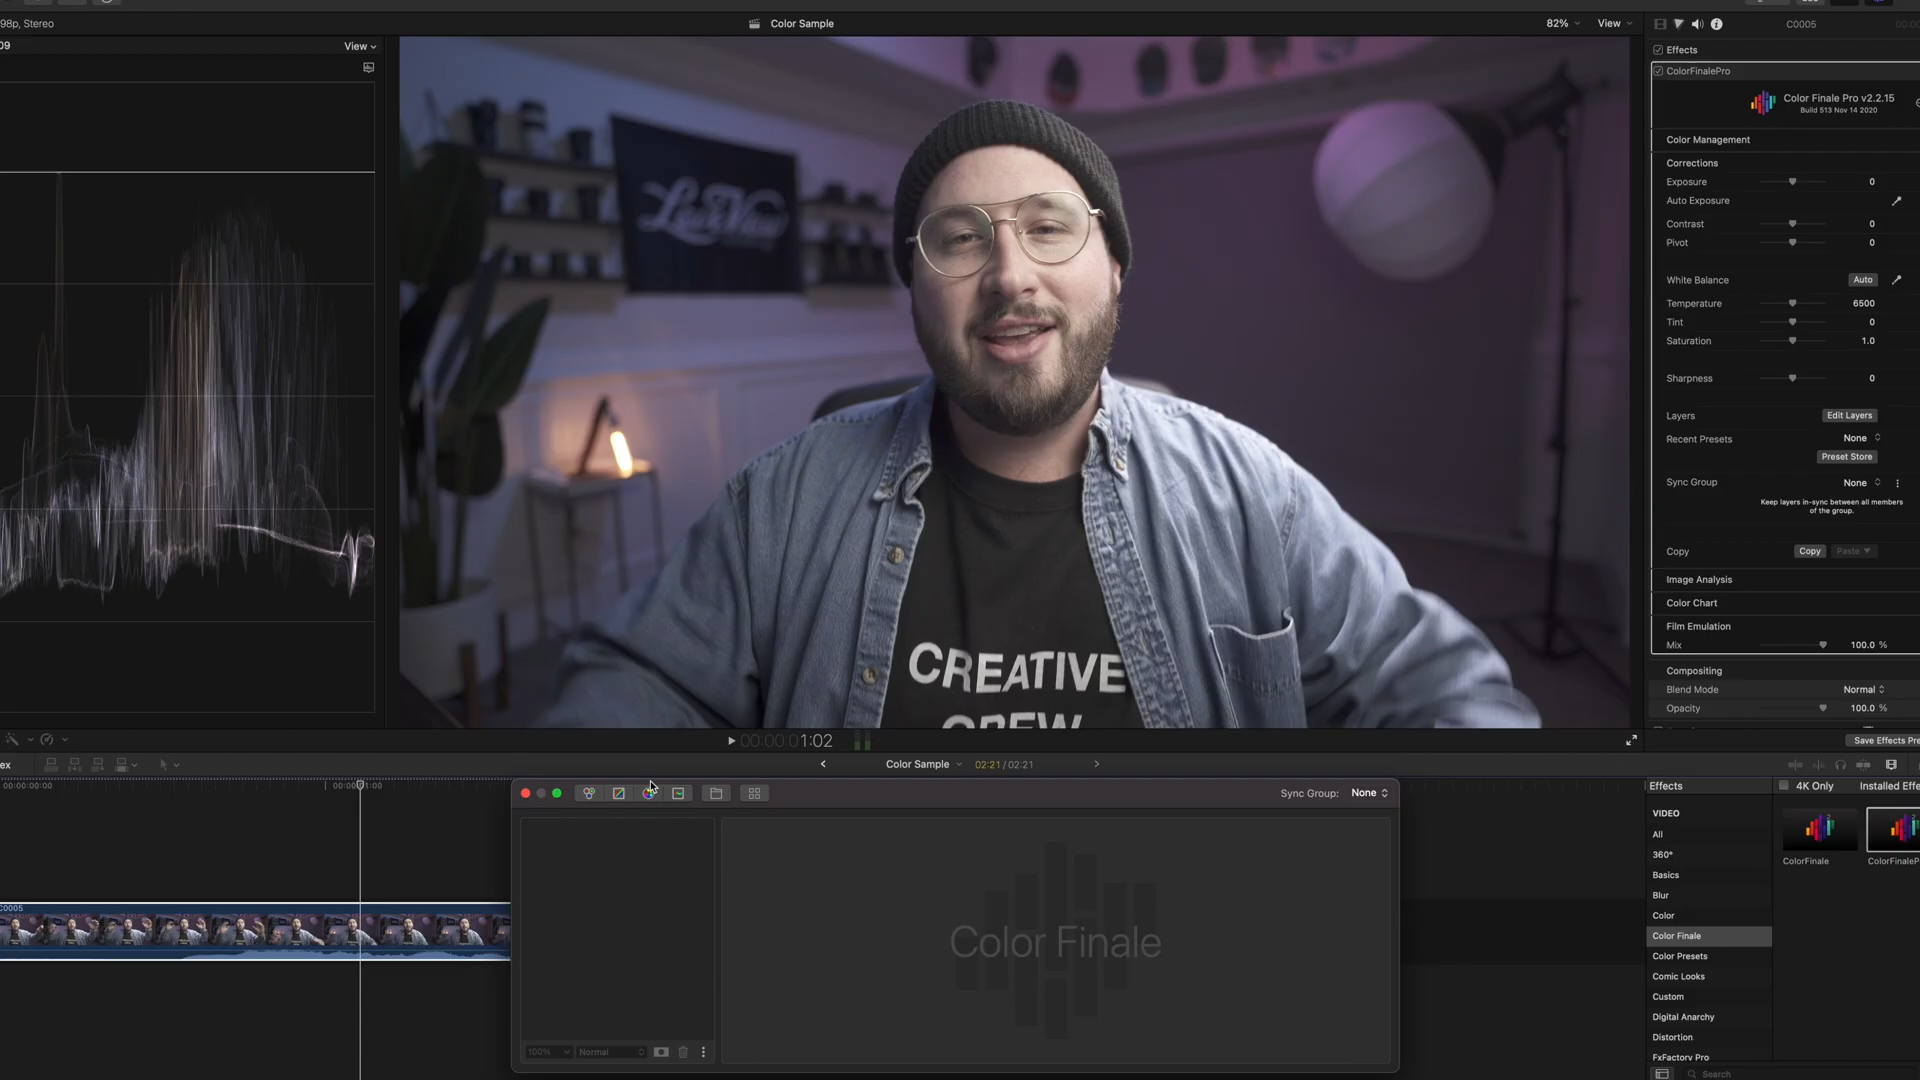 98p, Stereo
Color Sample
82%
View
C0005
09
View
Effects
ColorFinalePro
Color Finale Pro v2.2.15
Build 513 Nov 14 2020
Color Management
Corrections
Exposure 0
Auto Exposure
Contrast 0
Pivot 0
White Balance Auto
Temperature 6500
Tint 0
Saturation 1.0
Sharpness 0
Layers Edit Layers
Recent Presets None
Preset Store
Sync Group None
Keep layers in-sync between all members
of the group.
Copy Copy Paste
Image Analysis
Color Chart
Film Emulation
Mix 100.0 %
Compositing
Blend Mode Normal
Opacity 100.0 %
Save Effects Pre
CREATIVE
CREW
00:00:01:02
ex
Color Sample 02:21 / 02:21
00:00:00:00
00:00:01:00
Sync Group: None
Color Finale
100% Normal
C0005
Effects
4K Only
Installed Effe
VIDEO
All
360°
Basics
Blur
Color
Color Finale
Color Presets
Comic Looks
Custom
Digital Anarchy
Distortion
FxFactory Pro
ColorFinale
ColorFinaleP
Search